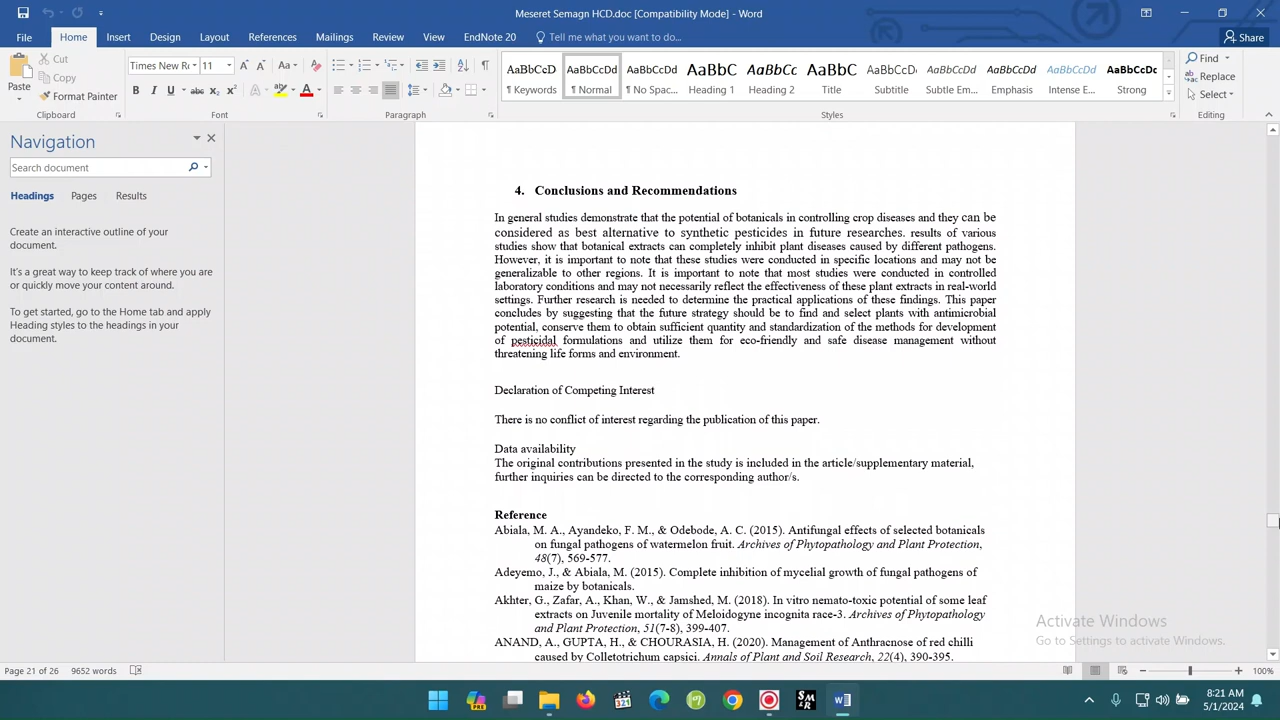 Meseret Semagn HCD.doc [Compatibility Mode] - Word
File Home Insert Design Layout References Mailings Review View EndNote 20 Tell me what you want to do... Share
Cut
Copy
Format Painter
Paste
Times New Ro 11
Clipboard Font Paragraph Styles Editing
AaBbCcD AaBbCcDd AaBbCcDd AaBbC AaBbCc AaBbC AaBbCcD AaBbCcDd AaBbCcDd AaBbCcDd AaBbCcDc
¶ Keywords ¶ Normal ¶ No Spac... Heading 1 Heading 2 Title Subtitle Subtle Em... Emphasis Intense E... Strong
Find
Replace
Select
Navigation
Search document
Headings Pages Results
Create an interactive outline of your
document.
It's a great way to keep track of where you are
or quickly move your content around.
To get started, go to the Home tab and apply
Heading styles to the headings in your
document.
4. Conclusions and Recommendations
In general studies demonstrate that the potential of botanicals in controlling crop diseases and they can be
considered as best alternative to synthetic pesticides in future researches. results of various
studies show that botanical extracts can completely inhibit plant diseases caused by different pathogens.
However, it is important to note that these studies were conducted in specific locations and may not be
generalizable to other regions. It is important to note that most studies were conducted in controlled
laboratory conditions and may not necessarily reflect the effectiveness of these plant extracts in real-world
settings. Further research is needed to determine the practical applications of these findings. This paper
concludes by suggesting that the future strategy should be to find and select plants with antimicrobial
potential, conserve them to obtain sufficient quantity and standardization of the methods for development
of pesticidal formulations and utilize them for eco-friendly and safe disease management without
threatening life forms and environment.
Declaration of Competing Interest
There is no conflict of interest regarding the publication of this paper.
Data availability
The original contributions presented in the study is included in the article/supplementary material,
further inquiries can be directed to the corresponding author/s.
Reference
Abiala, M. A., Ayandeko, F. M., & Odebode, A. C. (2015). Antifungal effects of selected botanicals
on fungal pathogens of watermelon fruit. Archives of Phytopathology and Plant Protection,
48(7), 569-577.
Adeyemo, J., & Abiala, M. (2015). Complete inhibition of mycelial growth of fungal pathogens of
maize by botanicals.
Akhter, G., Zafar, A., Khan, W., & Jamshed, M. (2018). In vitro nemato-toxic potential of some leaf
extracts on Juvenile mortality of Meloidogyne incognita race-3. Archives of Phytopathology
and Plant Protection, 51(7-8), 399-407.
ANAND, A., GUPTA, H., & CHOURASIA, H. (2020). Management of Anthracnose of red chilli
caused by Colletotrichum capsici. Annals of Plant and Soil Research, 22(4), 390-395.
Activate Windows
Go to Settings to activate Windows.
Page 21 of 26 9652 words 100%
8:21 AM
5/1/2024